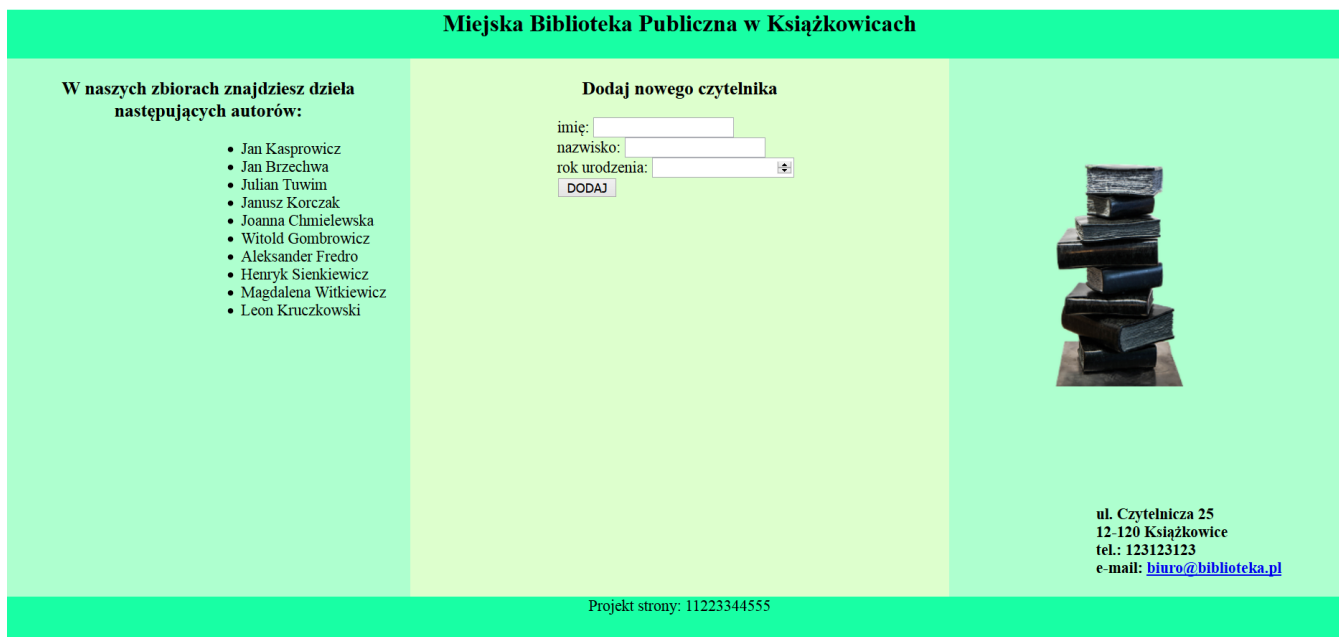 Miejska Biblioteka Publiczna w Książkowicach
W naszych zbiorach znajdziesz dzieła
następujących autorów:
Jan Kasprowicz
Jan Brzechwa
Julian Tuwim
Janusz Korczak
Joanna Chmielewska
Witold Gombrowicz
Aleksander Fredro
Henryk Sienkiewicz
Magdalena Witkiewicz
Leon Kruczkowski
Dodaj nowego czytelnika
imię:
nazwisko:
rok urodzenia:
DODAJ
ul. Czytelnicza 25
12-120 Książkowice
tel.: 123123123
e-mail: biuro@biblioteka.pl
Projekt strony: 11223344555